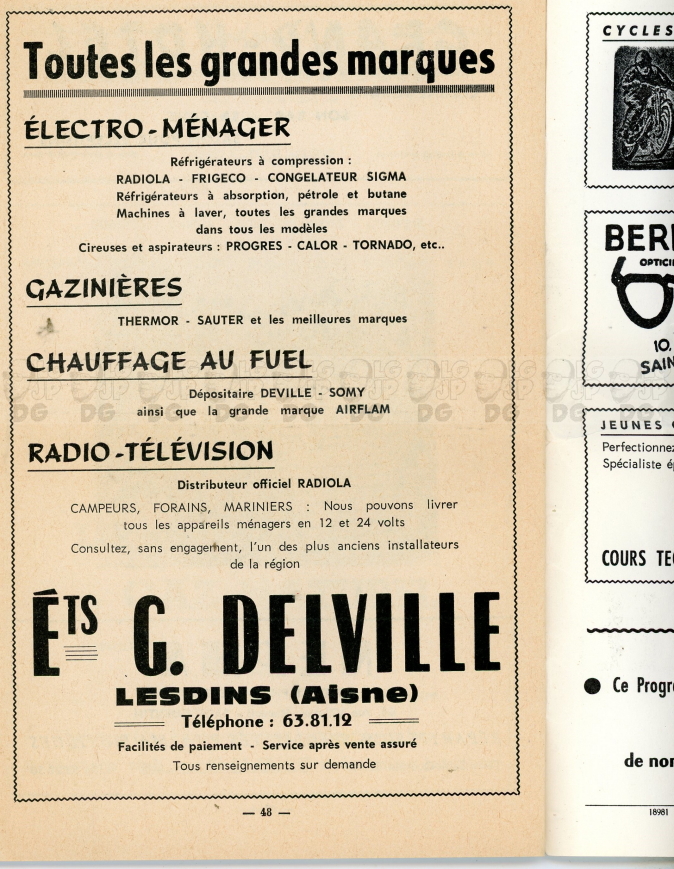 Toutes les grandes marques
ÉLECTRO-MÉNAGER
Réfrigérateurs à compression :
RADIOLA - FRIGECO - CONGELATEUR SIGMA
Réfrigérateurs à absorption, pétrole et butane
Machines à laver, toutes les grandes marques
dans tous les modèles
Cireuses et aspirateurs : PROGRES - CALOR - TORNADO, etc..
GAZINIÈRES
THERMOR - SAUTER et les meilleures marques
CHAUFFAGE AU FUEL
Dépositaire DEVILLE - SOMY
ainsi que la grande marque AIRFLAM
RADIO-TÉLÉVISION
Distributeur officiel RADIOLA
CAMPEURS, FORAINS, MARINIERS : Nous pouvons livrer
tous les appareils ménagers en 12 et 24 volts
Consultez, sans engagement, l'un des plus anciens installateurs
de la région
ÉTS G. DELVILLE
LESDINS (Aisne)
Téléphone : 63.81.12
Facilités de paiement - Service après vente assuré
Tous renseignements sur demande
— 48 —
CYCLES
BER
OPTICI
10.
SAIN
JEUNES
Perfectionnez
Spécialiste
COURS TE
● Ce Progr
de no
18981